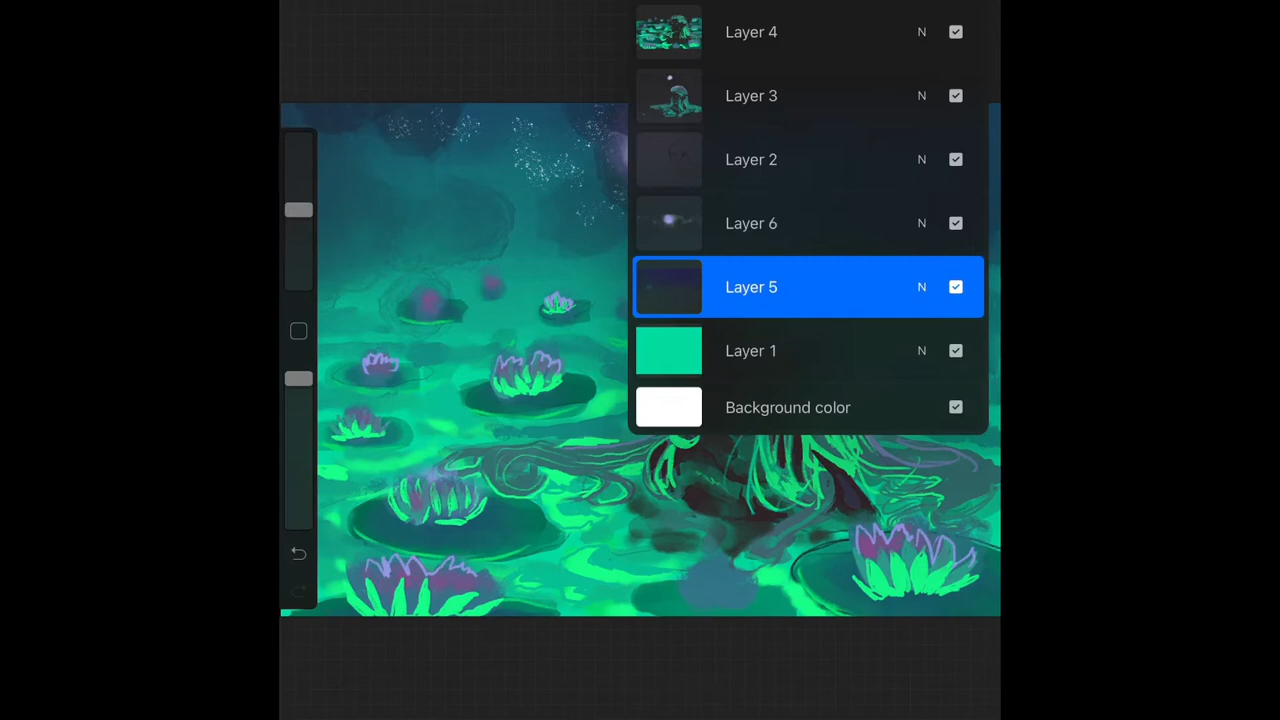 Layer 4 N
Layer 3 N
Layer 2 N
Layer 6 N
Layer 5 N
Layer 1 N
Background color